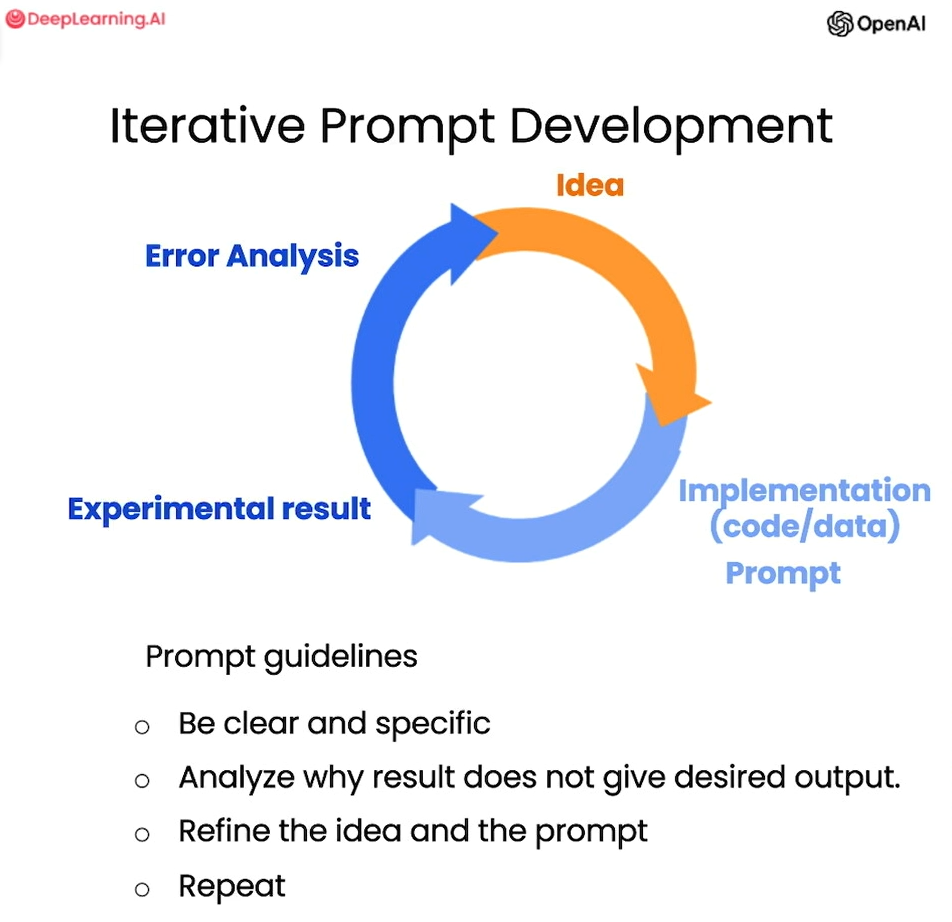 DeepLearning.AI
OpenAI
Iterative Prompt Development
Idea
Error Analysis
Experimental result
Implementation
(code/data)
Prompt
Prompt guidelines
o Be clear and specific
o Analyze why result does not give desired output.
o Refine the idea and the prompt
o Repeat